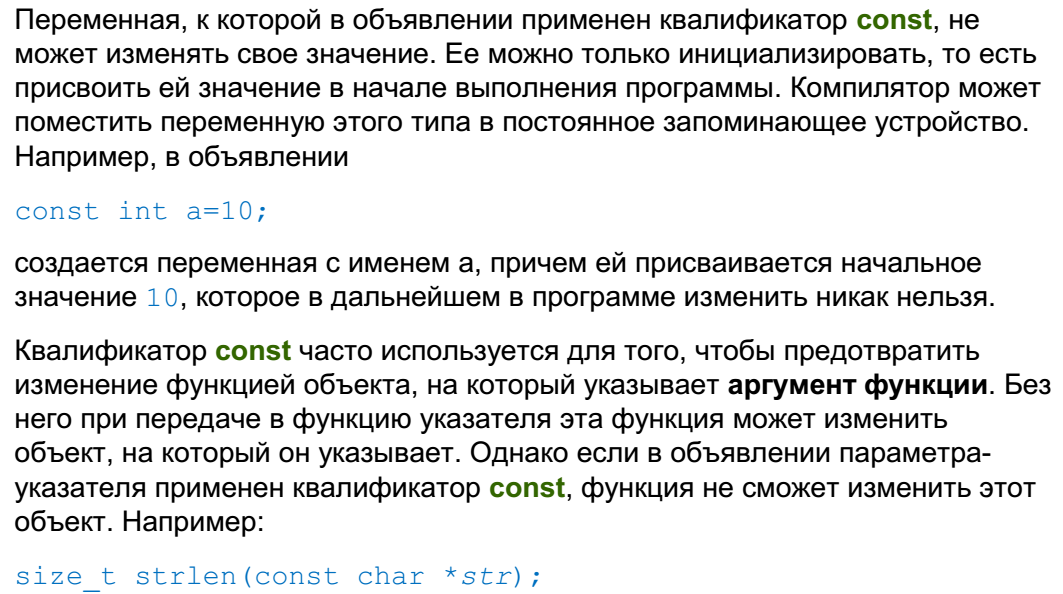 Переменная, к которой в объявлении применен квалификатор const, не
может изменять свое значение. Ее можно только инициализировать, то есть
присвоить ей значение в начале выполнения программы. Компилятор может
поместить переменную этого типа в постоянное запоминающее устройство.
Например, в объявлении
const int a=10;
создается переменная с именем a, причем ей присваивается начальное
значение 10, которое в дальнейшем в программе изменить никак нельзя.
Квалификатор const часто используется для того, чтобы предотвратить
изменение функцией объекта, на который указывает аргумент функции. Без
него при передаче в функцию указателя эта функция может изменить
объект, на который он указывает. Однако если в объявлении параметра-
указателя применен квалификатор const, функция не сможет изменить этот
объект. Например:
size_t strlen(const char *str);